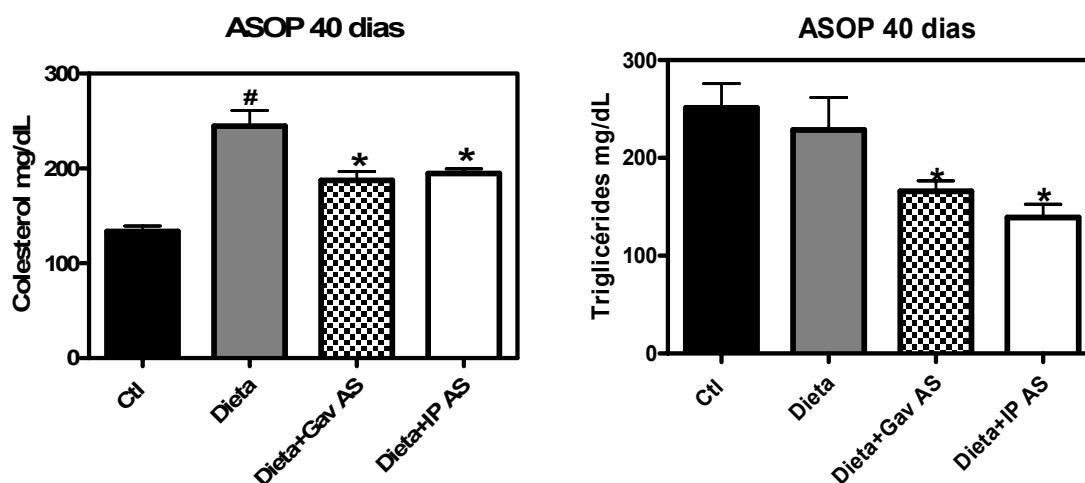 ASOP 40 dias
Colesterol mg/dL
300
200
100
0
#
*
*
Ctl
Dieta
Dieta+Gav AS
Dieta+IP AS
ASOP 40 dias
Triglicérides mg/dL
300
200
100
0
*
*
Ctl
Dieta
Dieta+Gav AS
Dieta+IP AS